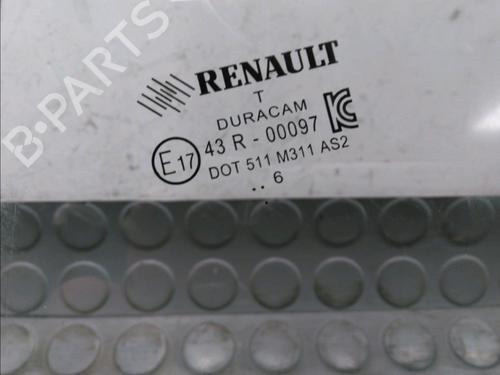 B-PARTS
RENAULT
T
DURACAM
E17 43 R - 00097
DOT 511 M311 AS2
.. 6